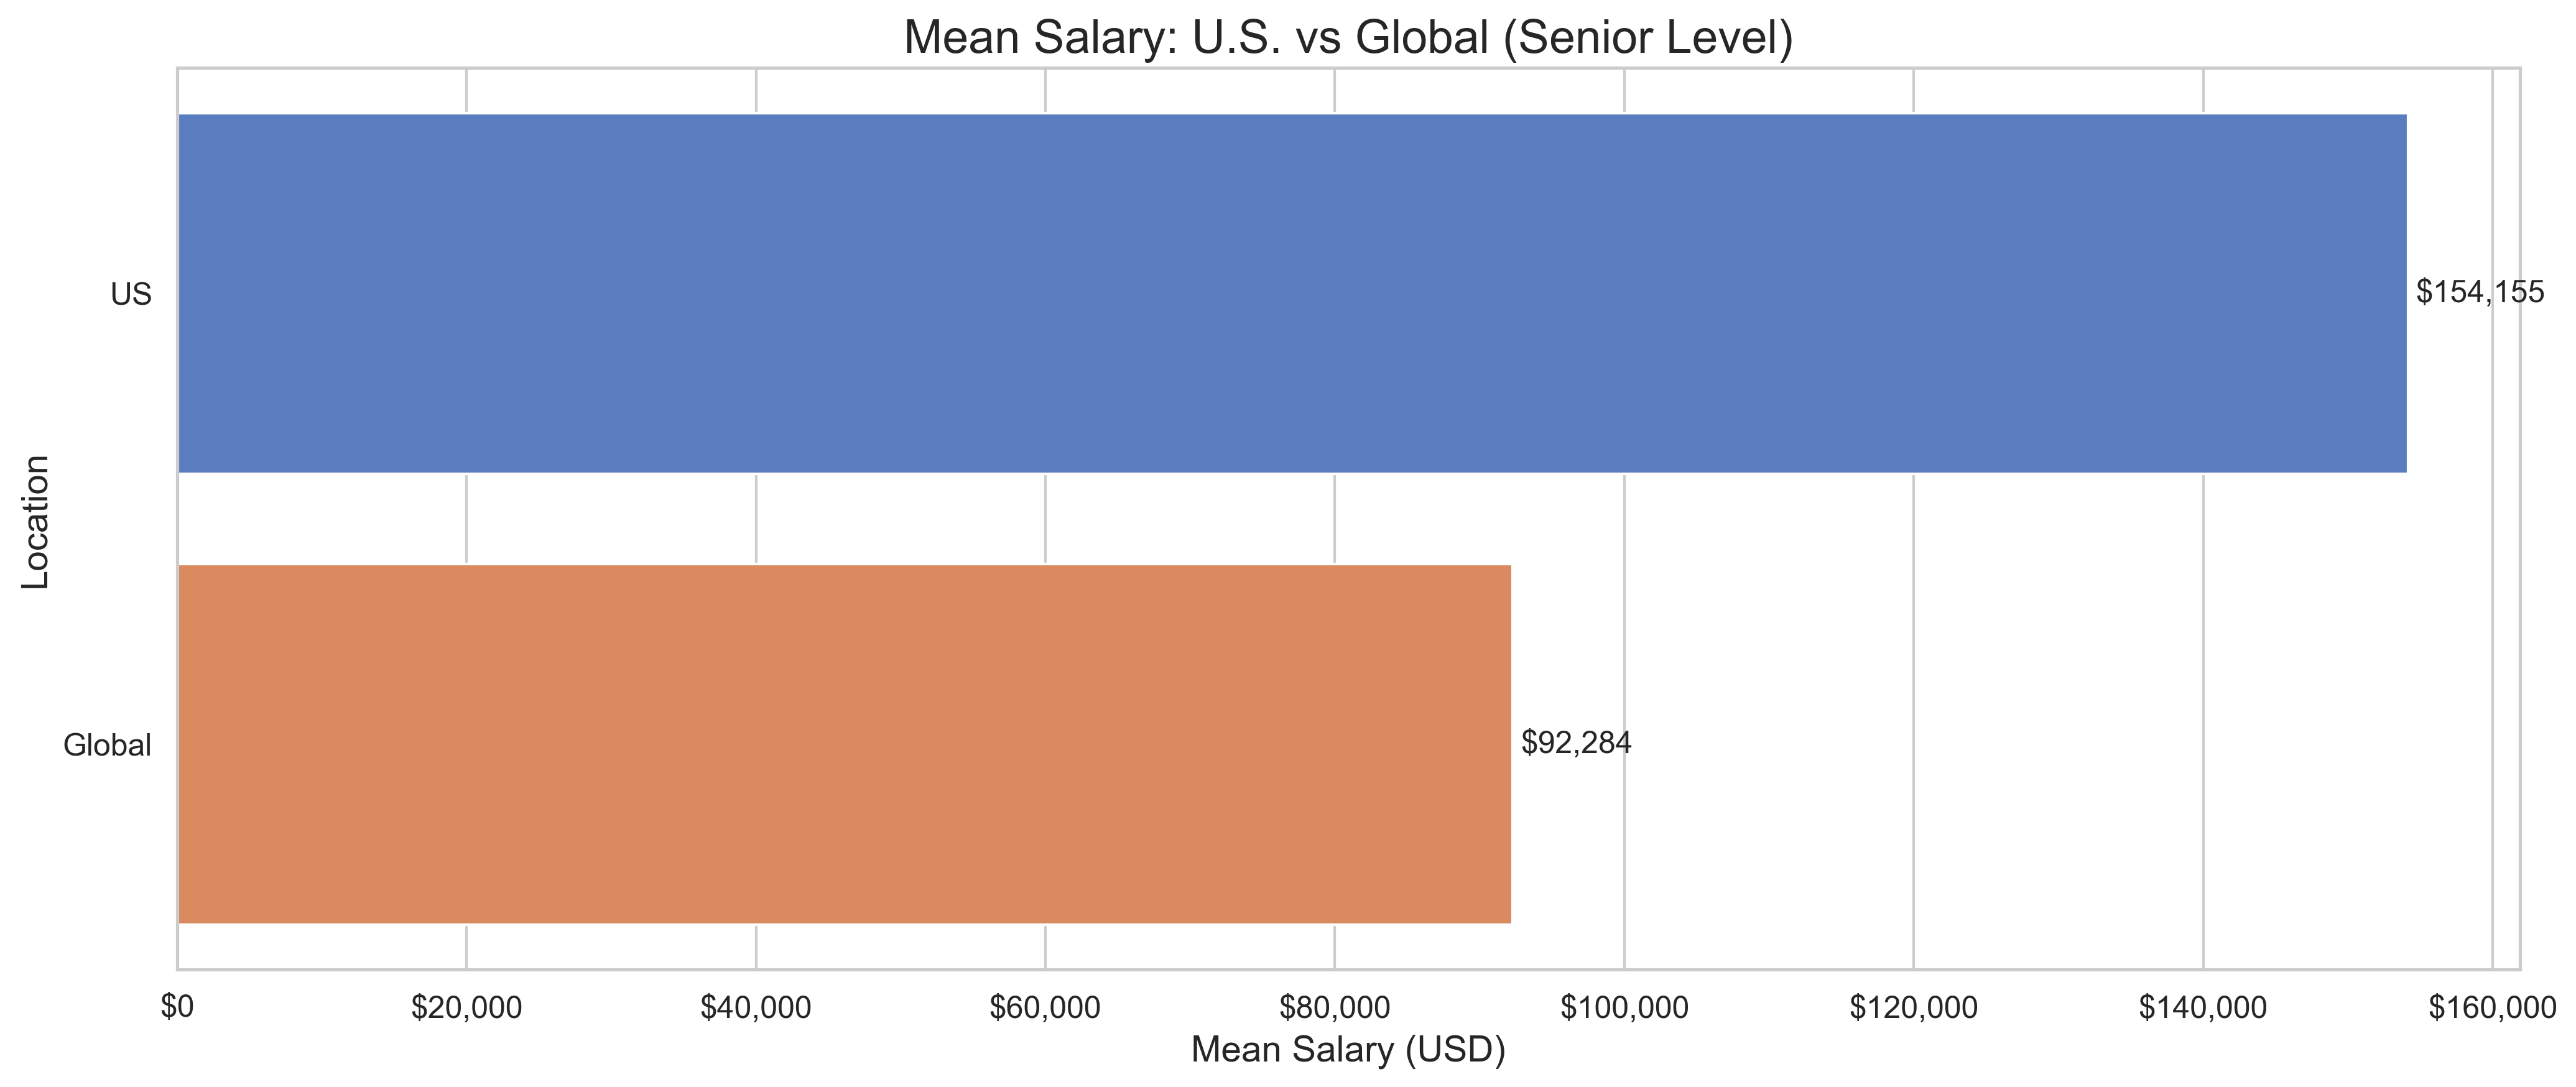 Mean Salary: U.S. vs Global (Senior Level)
US
$154,155
Location
Global
$92,284
$0 $20,000 $40,000 $60,000 $80,000 $100,000 $120,000 $140,000 $160,000
Mean Salary (USD)